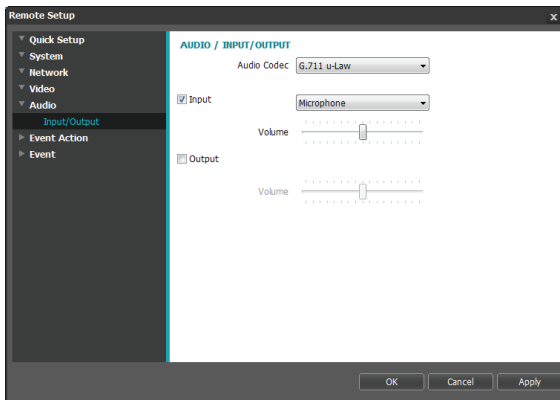 Remote Setup x
Quick Setup
System
Network
Video
Audio
Input/Output
Event Action
Event
AUDIO / INPUT/OUTPUT
Audio Codec G.711 u-Law
Input Microphone
Volume
Output
Volume
OK Cancel Apply